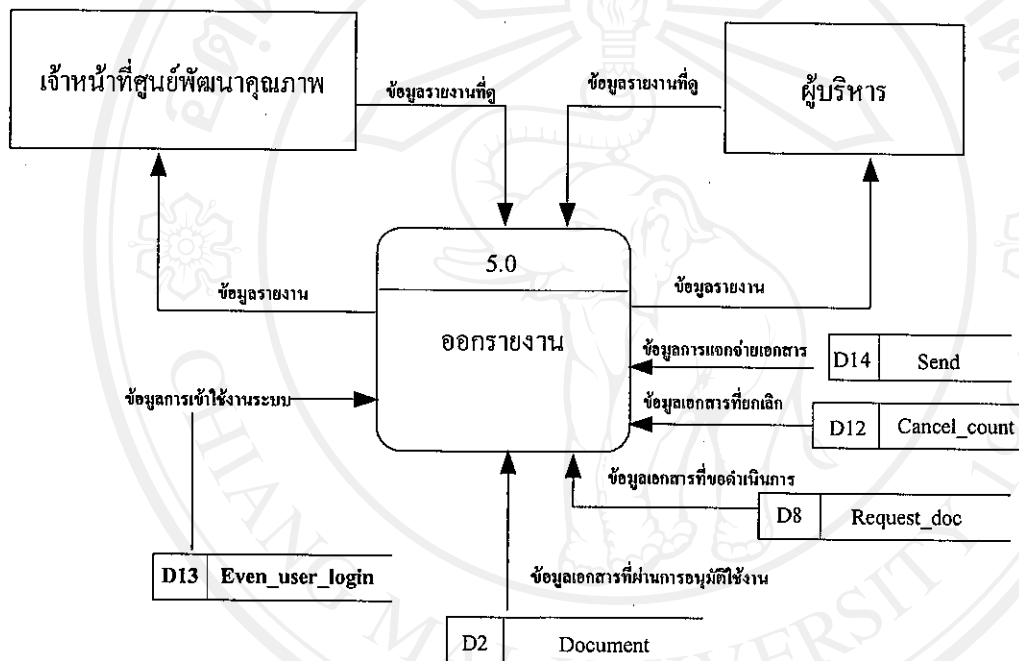 เจ้าหน้าที่ศูนย์พัฒนาคุณภาพ
ผู้บริหาร
ข้อมูลรายงานที่ดู
ข้อมูลรายงานที่ดู
5.0
ออกรายงาน
ข้อมูลรายงาน
ข้อมูลรายงาน
ข้อมูลการแจกจ่ายเอกสาร
D14 Send
ข้อมูลการเข้าใช้งานระบบ
ข้อมูลเอกสารที่ยกเลิก
D12 Cancel_count
ข้อมูลเอกสารที่ขอดำเนินการ
D8 Request_doc
D13 Even_user_login
ข้อมูลเอกสารที่ผ่านการอนุมัติใช้งาน
D2 Document
CHIANG MAI UNIVERSITY